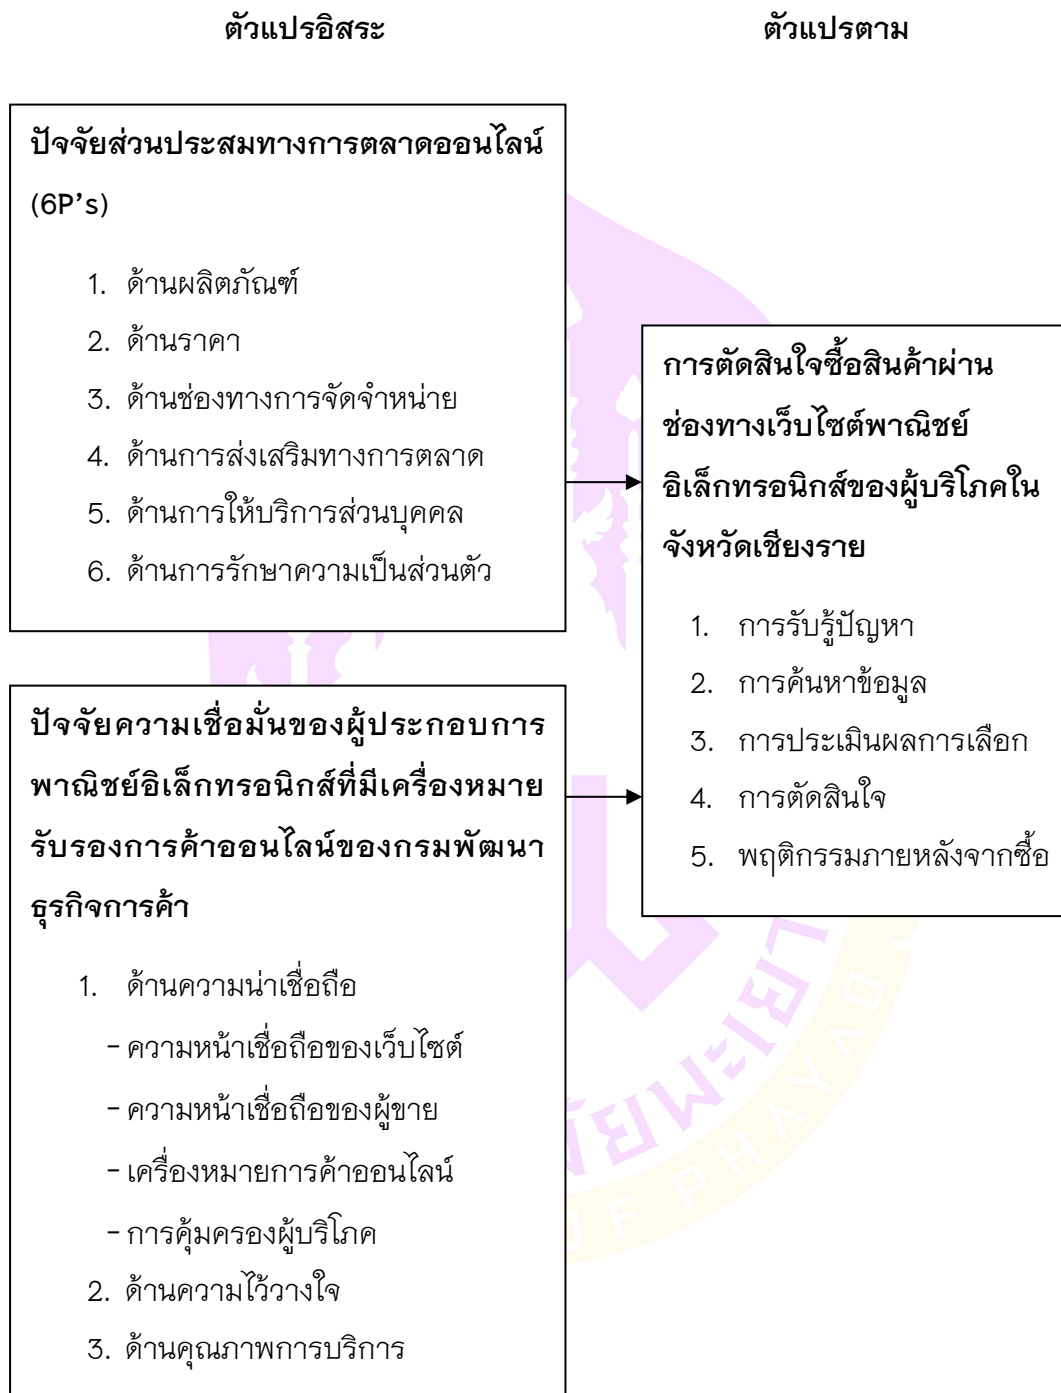 ตัวแปรอิสระ
ตัวแปรตาม
ปัจจัยส่วนประสมทางการตลาดออนไลน์
(6P's)
1. ด้านผลิตภัณฑ์
2. ด้านราคา
3. ด้านช่องทางการจัดจำหน่าย
4. ด้านการส่งเสริมทางการตลาด
5. ด้านการให้บริการส่วนบุคคล
6. ด้านการรักษาความเป็นส่วนตัว
ปัจจัยความเชื่อมั่นของผู้ประกอบการ
พาณิชย์อิเล็กทรอนิกส์ที่มีเครื่องหมาย
รับรองการค้าออนไลน์ของกรมพัฒนา
ธุรกิจการค้า
1. ด้านความน่าเชื่อถือ
- ความหน้าเชื่อถือของเว็บไซต์
- ความหน้าเชื่อถือของผู้ขาย
- เครื่องหมายการค้าออนไลน์
- การคุ้มครองผู้บริโภค
2. ด้านความไว้วางใจ
3. ด้านคุณภาพการบริการ
การตัดสินใจซื้อสินค้าผ่าน
ช่องทางเว็บไซต์พาณิชย์
อิเล็กทรอนิกส์ของผู้บริโภคใน
จังหวัดเชียงราย
1. การรับรู้ปัญหา
2. การค้นหาข้อมูล
3. การประเมินผลการเลือก
4. การตัดสินใจ
5. พฤติกรรมภายหลังจากซื้อ
OF PHAYAO